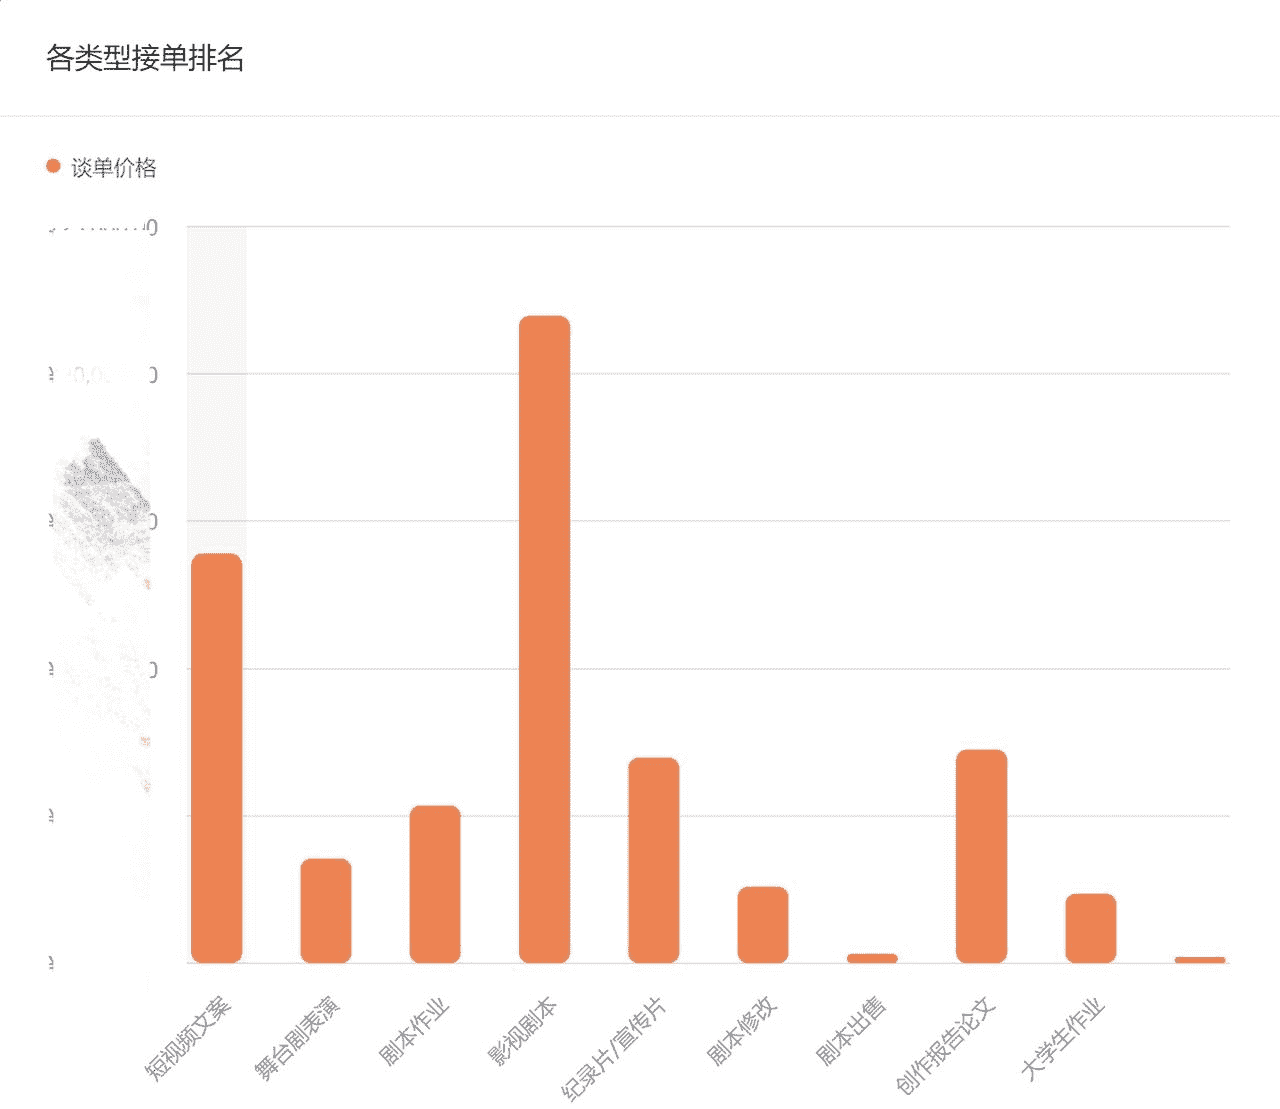 各类型接单排名
谈单价格
短视频文案
舞台剧表演
剧本作业
影视剧本
纪录片/宣传片
剧本修改
剧本出售
创作报告论文
大学生作业